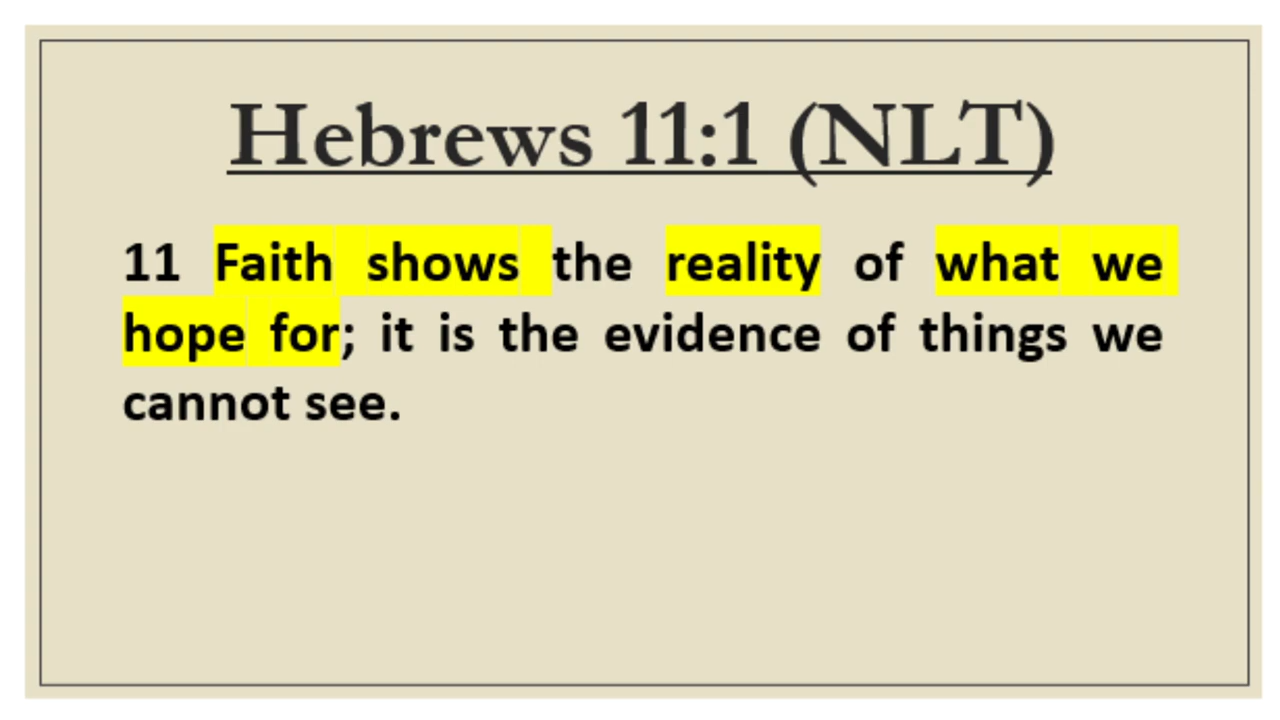 Hebrews 11:1 (NLT)
11 Faith shows the reality of what we
hope for; it is the evidence of things we
cannot see.